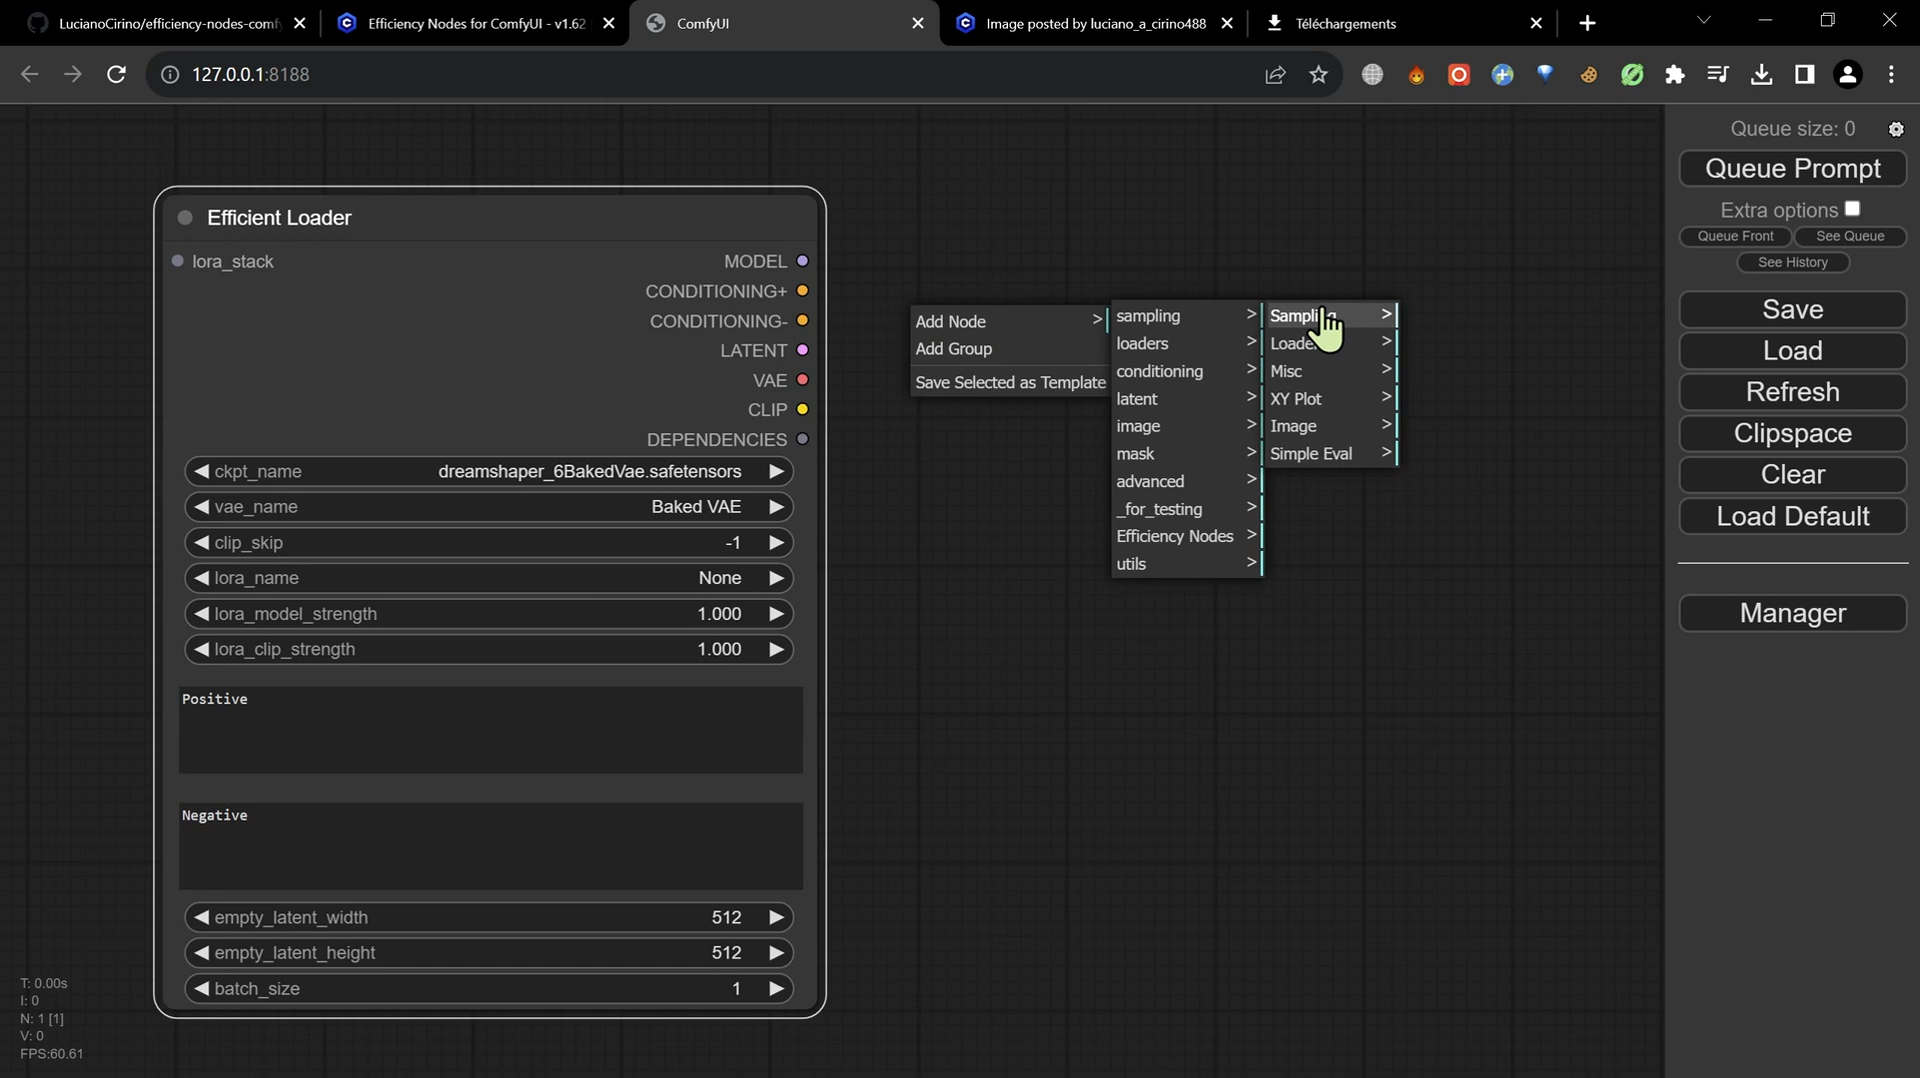 LucianoCirino/efficiency-nodes-comf
Efficiency Nodes for ComfyUI - v1.62
ComfyUI
Image posted by luciano_a_cirino488
Téléchargements
127.0.0.1:8188
Queue size: 0
Queue Prompt
Extra options
Queue Front
See Queue
See History
Save
Load
Refresh
Clipspace
Clear
Load Default
Manager
Efficient Loader
lora_stack
MODEL
CONDITIONING+
CONDITIONING-
LATENT
VAE
CLIP
DEPENDENCIES
ckpt_name dreamshaper_6BakedVae.safetensors
vae_name Baked VAE
clip_skip -1
lora_name None
lora_model_strength 1.000
lora_clip_strength 1.000
Positive
Negative
empty_latent_width 512
empty_latent_height 512
batch_size 1
Add Node >
Add Group
Save Selected as Template
sampling >
loaders >
conditioning >
latent >
image >
mask >
advanced >
_for_testing >
Efficiency Nodes >
utils >
Sampling >
Loaders >
Misc >
XY Plot >
Image >
Simple Eval >
T: 0.00s
I: 0
N: 1 [1]
V: 0
FPS:60.61